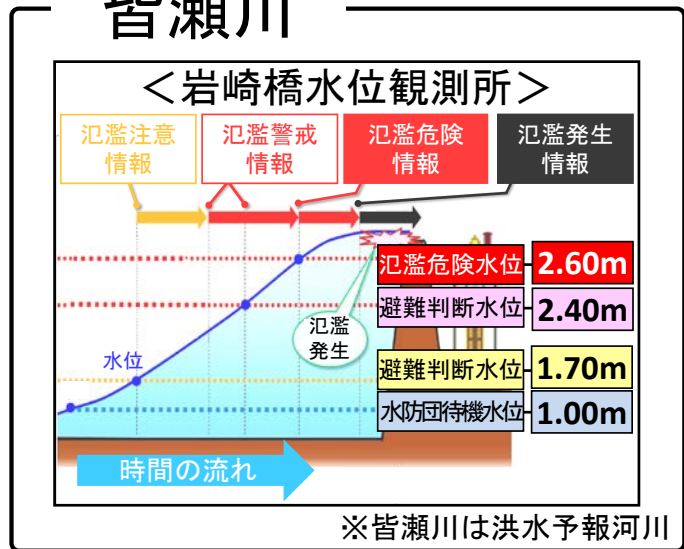 皆瀬川
＜岩崎橋水位観測所＞
氾濫注意
情報
氾濫警戒
情報
氾濫危険
情報
氾濫発生
情報
氾濫危険水位 2.60m
避難判断水位 2.40m
氾濫
発生
水位
避難判断水位 1.70m
水防団待機水位 1.00m
時間の流れ
※皆瀬川は洪水予報河川